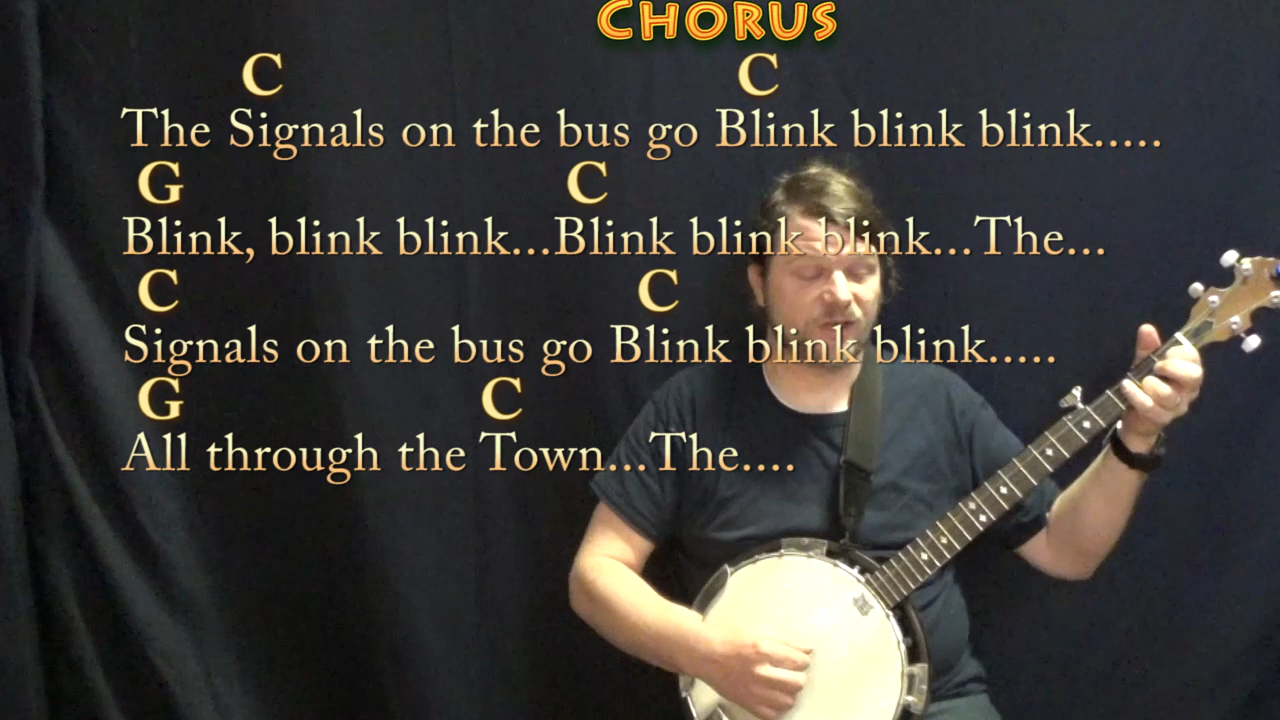 CHORUS
C C
The Signals on the bus go Blink blink blink.....
G C
Blink, blink blink...Blink blink blink...The...
C C
Signals on the bus go Blink blink blink.....
G C
All through the Town...The....